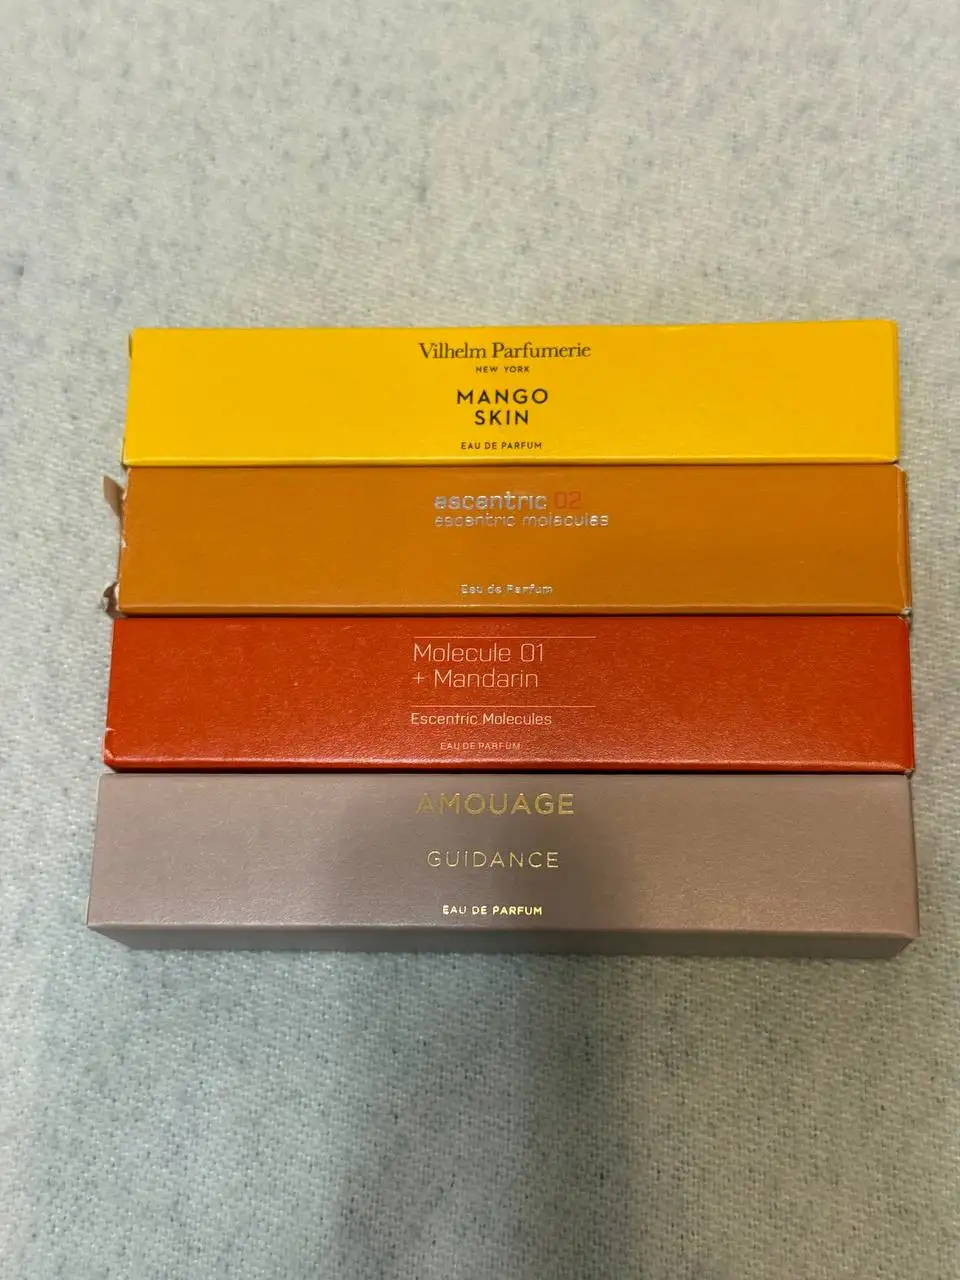 Vilhelm Parfumerie
NEW YORK
MANGO
SKIN
EAU DE PARFUM
escentric 02
escentric molecules
Eau de Parfum
Molecule 01
+ Mandarin
Escentric Molecules
EAU DE PARFUM
AMOUAGE
GUIDANCE
EAU DE PARFUM